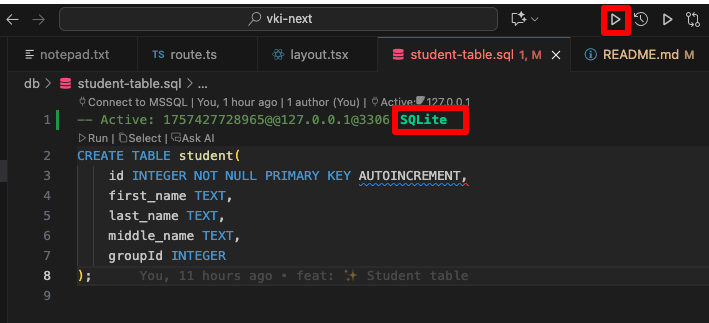 vki-next
notepad.txt
TS route.ts
layout.tsx
student-table.sql 1, M
README.md M
db > student-table.sql > ...
Connect to MSSQL | You, 1 hour ago | 1 author (You) | Active: 127.0.0.1
1 -- Active: 1757427728965@@127.0.0.1@3306 SQLite
Run | Select | Ask AI
2 CREATE TABLE student(
3 id INTEGER NOT NULL PRIMARY KEY AUTOINCREMENT,
4 first_name TEXT,
5 last_name TEXT,
6 middle_name TEXT,
7 groupId INTEGER
8 ); You, 11 hours ago • feat: ✨ Student table
9